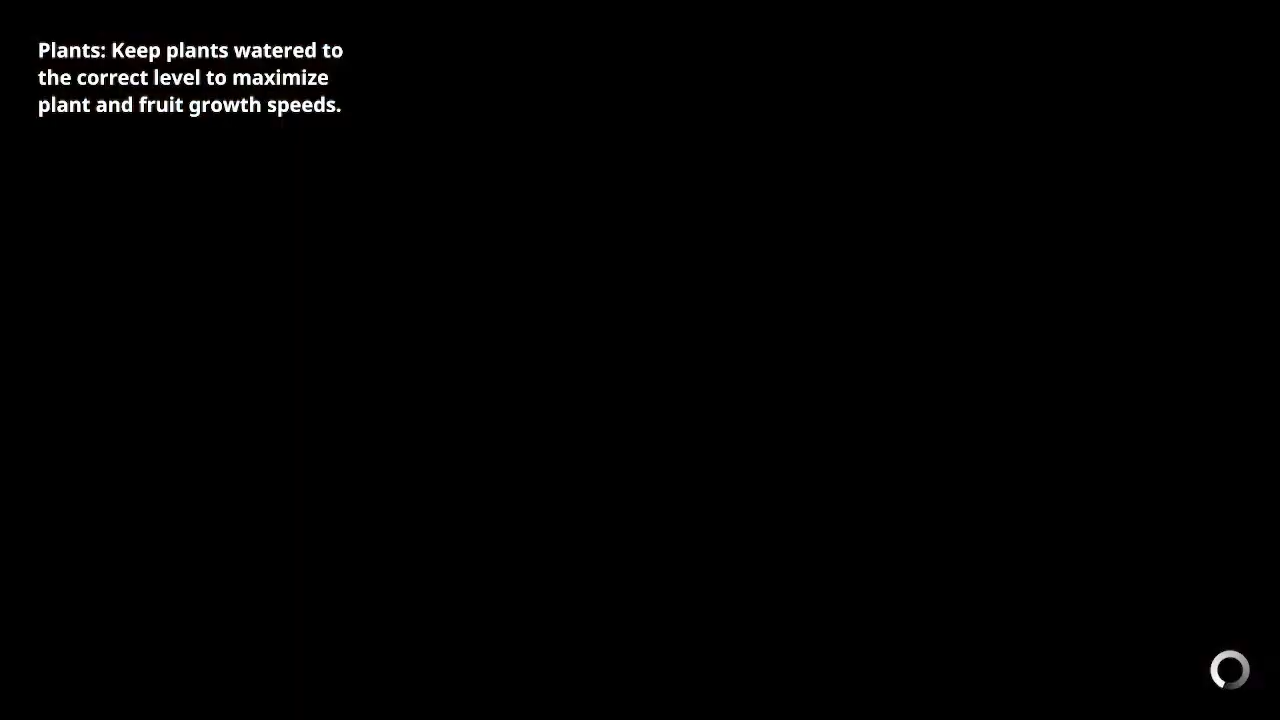 Plants: Keep plants watered to
the correct level to maximize
plant and fruit growth speeds.